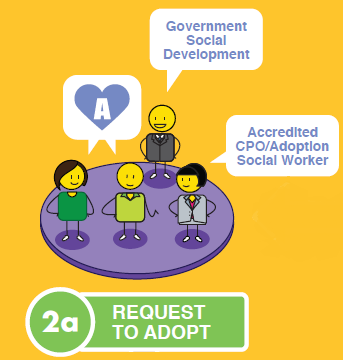 Government
Social
Development
A
Accredited
CPO/Adoption
Social Worker
2a
REQUEST
TO ADOPT